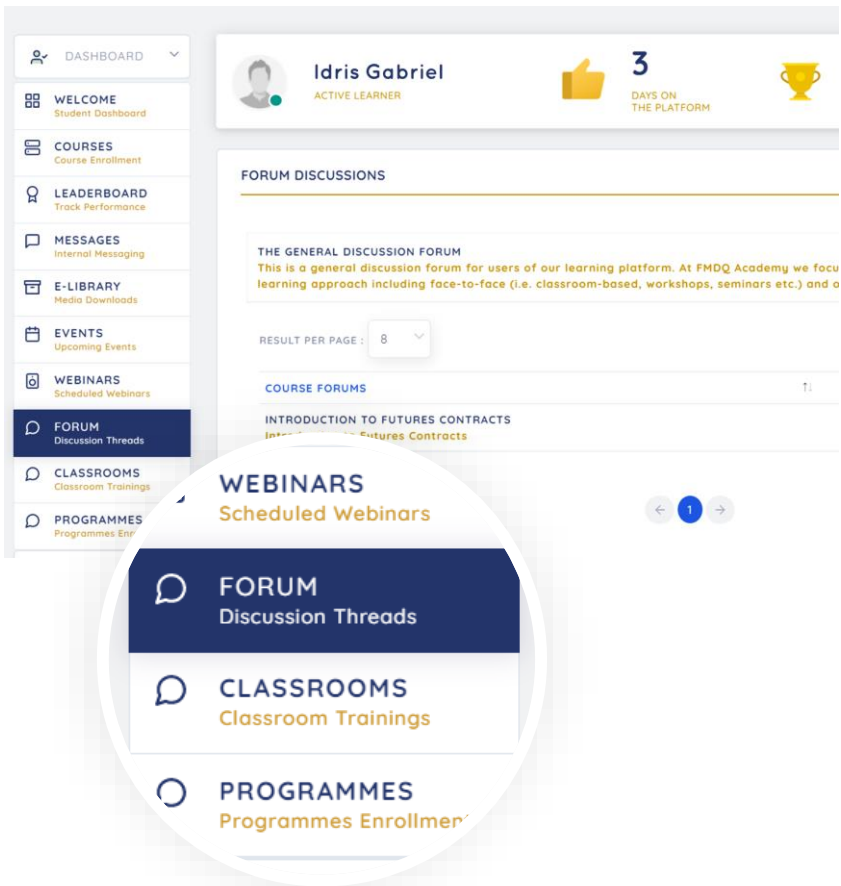 DASHBOARD
WELCOME
Student Dashboard
COURSES
Course Enrollment
LEADERBOARD
Track Performance
MESSAGES
Internal Messaging
E-LIBRARY
Media Downloads
EVENTS
Upcoming Events
WEBINARS
Scheduled Webinars
FORUM
Discussion Threads
CLASSROOMS
Classroom Trainings
PROGRAMMES
Programmes
Idris Gabriel
ACTIVE LEARNER
3
DAYS ON
THE PLATFORM
FORUM DISCUSSIONS
THE GENERAL DISCUSSION FORUM
This is a general discussion forum for users of our learning platform. At FMDQ Academy we focu
learning approach including face-to-face (i.e. classroom-based, workshops, seminars etc.) and o
RESULT PER PAGE : 8
COURSE FORUMS
INTRODUCTION TO FUTURES CONTRACTS
Introduction to Futures Contracts
1
WEBINARS
Scheduled Webinars
FORUM
Discussion Threads
CLASSROOMS
Classroom Trainings
PROGRAMMES
Programmes Enrollmen